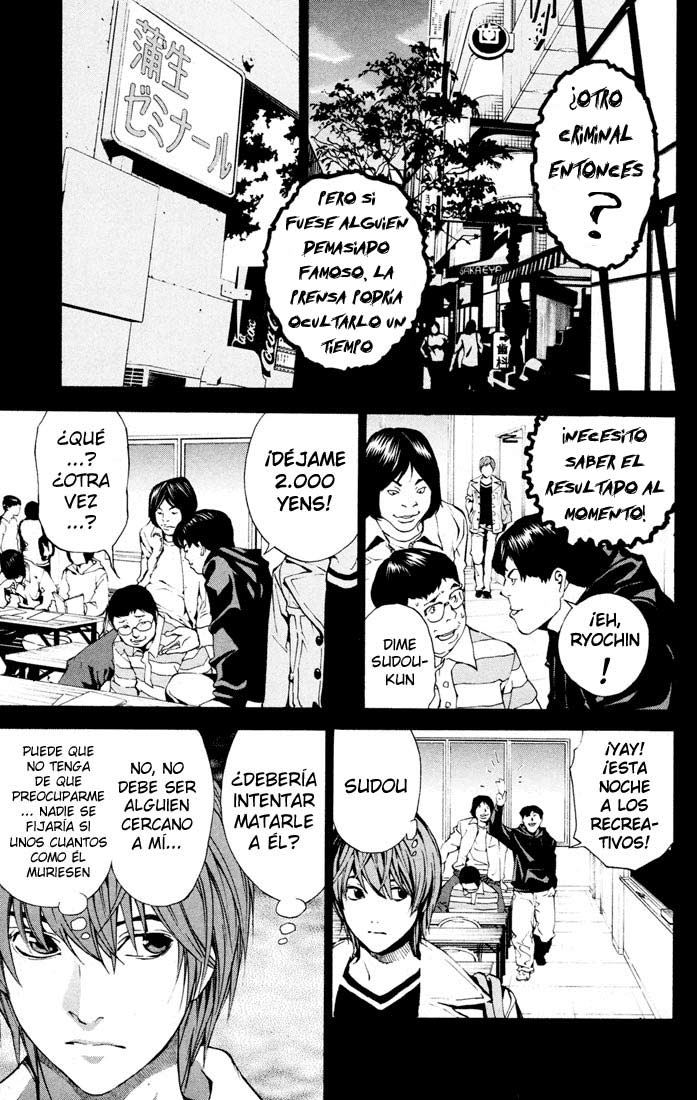 ¿OTRO
CRIMINAL
ENTONCES
?
PERO SI
FUESE ALGUIEN
DEMASIADO
FAMOSO, LA
PRENSA PODRÍA
OCULTARLO UN
TIEMPO
蒲生
ゼミナール
SAKAEYA
Coca
¡NECESITO
SABER EL
RESULTADO AL
MOMENTO!
¡EH,
RYOCHIN
!
DIME
SUDOU-
KUN
¡DÉJAME
2.000
YENS!
¿QUÉ
...?
¿OTRA
VEZ
...?
¡YAY!
¡ESTA
NOCHE
A LOS
RECREA-
TIVOS!
SUDOU
¿DEBERÍA
INTENTAR
MATARLE
A ÉL?
NO, NO
DEBE SER
ALGUIEN
CERCANO
A MÍ...
PUEDE QUE
NO TENGA
DE QUE
PREOCUPARME
... NADIE SE
FIJARÍA SI
UNOS CUANTOS
COMO ÉL
MURIESEN